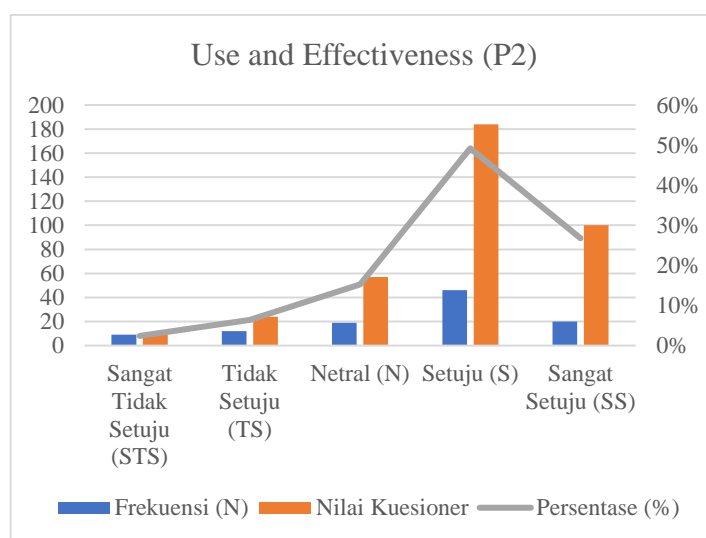 Use and Effectiveness (P2)
200
180
160
140
120
100
80
60
40
20
0
60%
50%
40%
30%
20%
10%
0%
Sangat
Tidak
Setuju
(STS)
Tidak
Setuju
(TS)
Netral (N)
Setuju (S)
Sangat
Setuju (SS)
Frekuensi (N)
Nilai Kuesioner
Persentase (%)